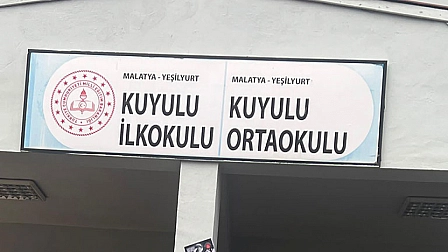 MALATYA - YEŞİLYURT
KUYULU
İLKOKULU
MALATYA - YEŞİLYURT
KUYULU
ORTAOKULU